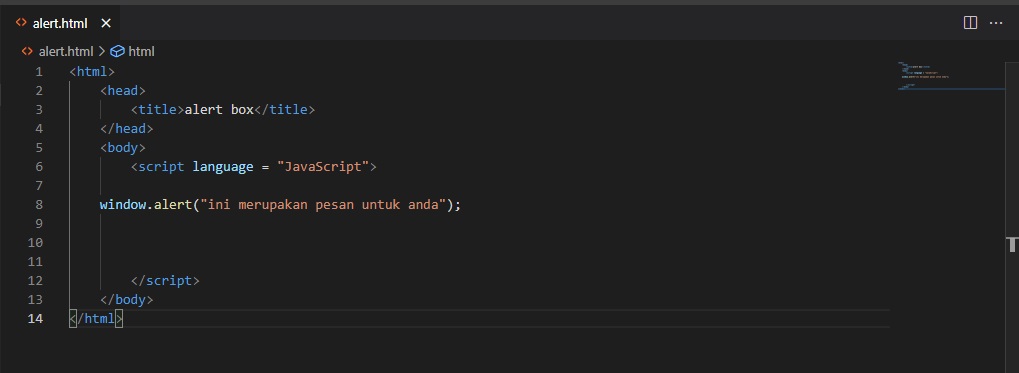 alert.html
alert.html > html
1 <html>
2 <head>
3 <title>alert box</title>
4 </head>
5 <body>
6 <script language = "JavaScript">
7
8 window.alert("ini merupakan pesan untuk anda");
9
10
11
12 </script>
13 </body>
14 </html>